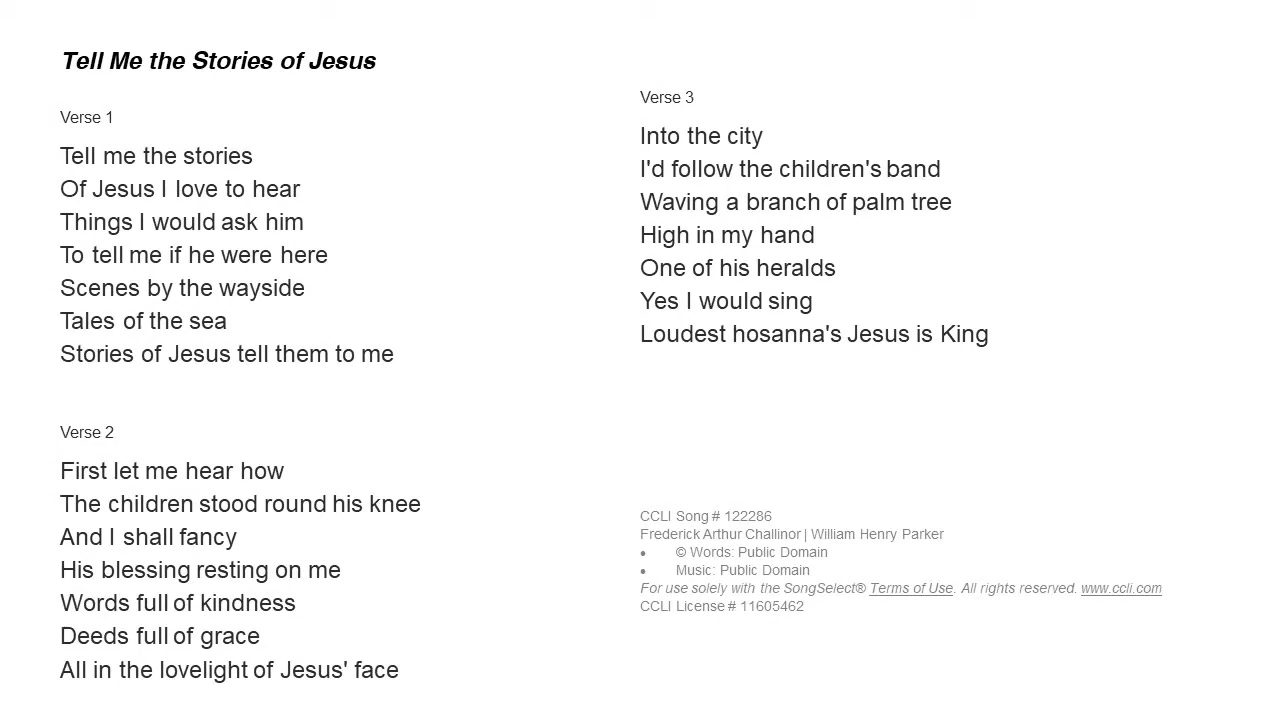 Tell Me the Stories of Jesus
Verse 1
Tell me the stories
Of Jesus I love to hear
Things I would ask him
To tell me if he were here
Scenes by the wayside
Tales of the sea
Stories of Jesus tell them to me
Verse 2
First let me hear how
The children stood round his knee
And I shall fancy
His blessing resting on me
Words full of kindness
Deeds full of grace
All in the lovelight of Jesus' face
Verse 3
Into the city
I'd follow the children's band
Waving a branch of palm tree
High in my hand
One of his heralds
Yes I would sing
Loudest hosanna's Jesus is King
CCLI Song # 122286
Frederick Arthur Challinor | William Henry Parker
• © Words: Public Domain
• Music: Public Domain
For use solely with the SongSelect® Terms of Use. All rights reserved. www.ccli.com
CCLI License # 11605462